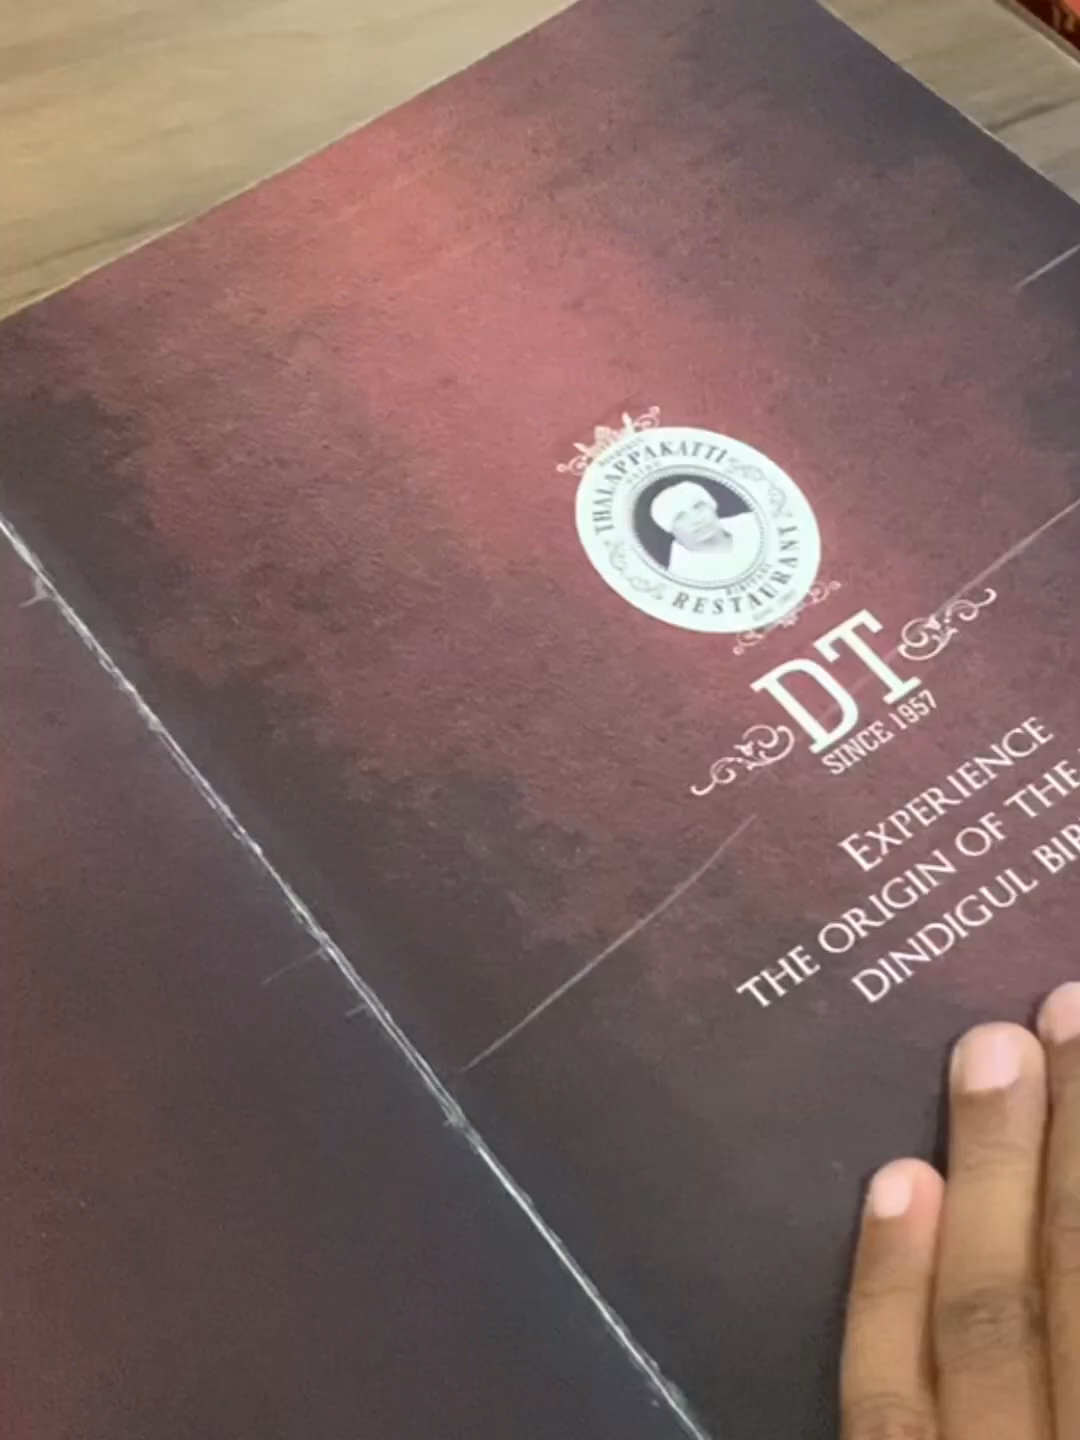 THALAPPAKATTI
RESTAURANT
DT
SINCE 1957
EXPERIENCE
THE ORIGIN OF THE
DINDIGUL